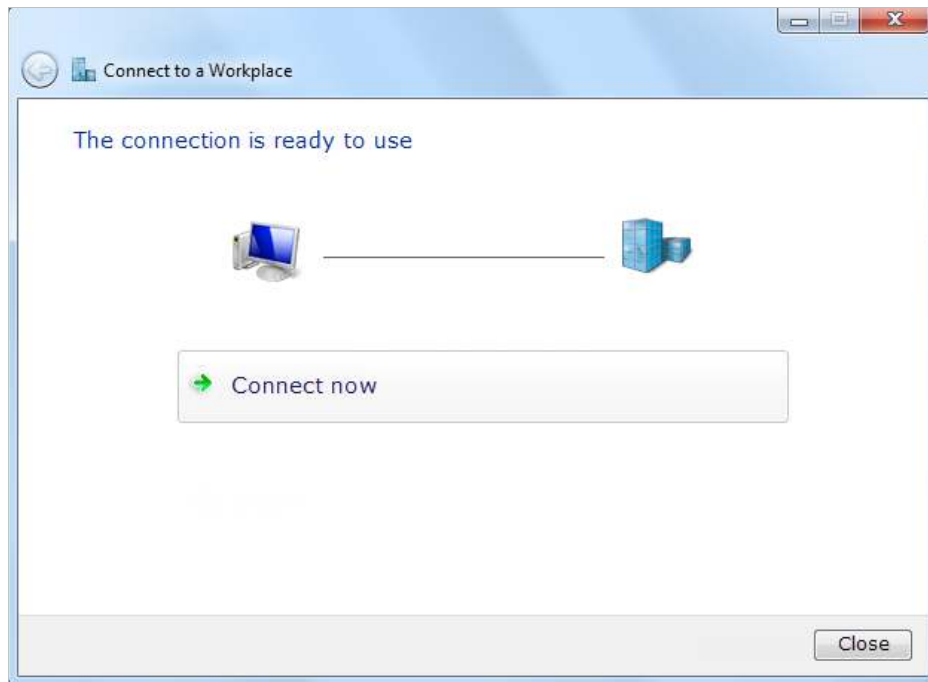 Connect to a Workplace
The connection is ready to use
Connect now
Close